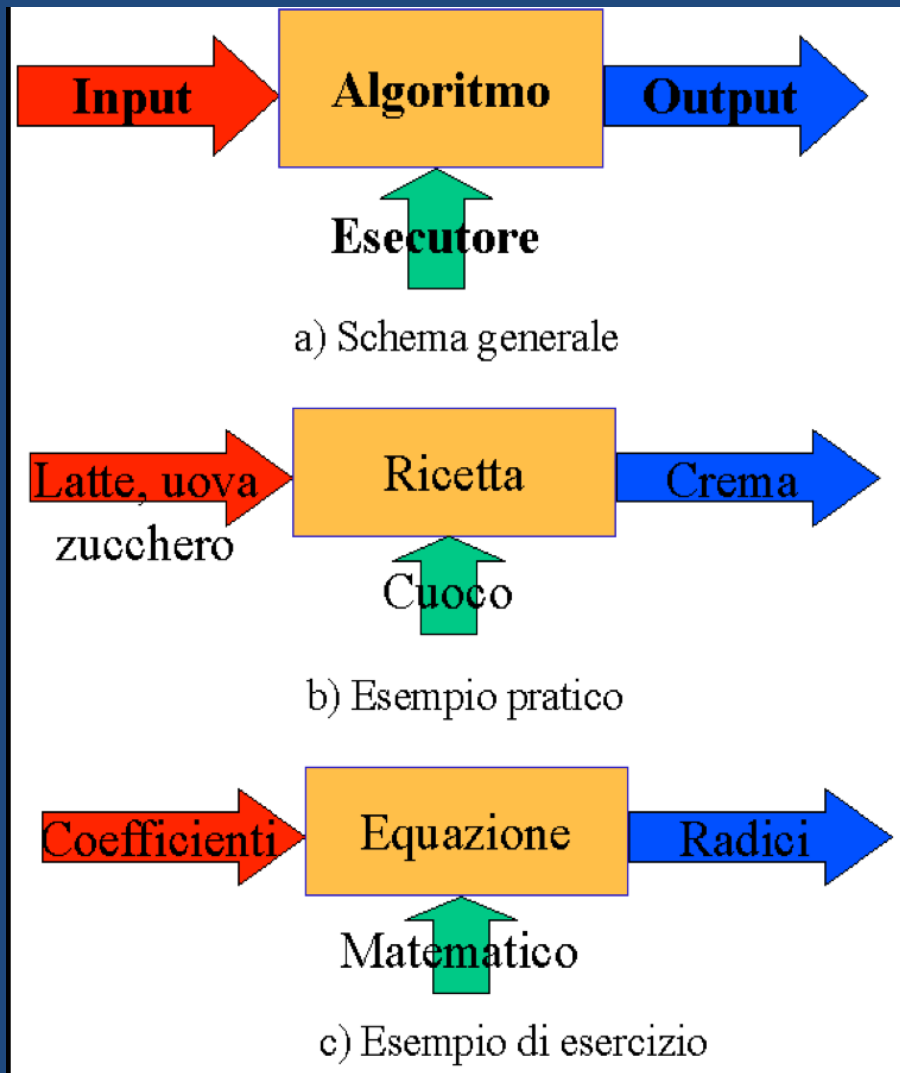 Input
Algoritmo
Output
Esecutore
a) Schema generale
Latte, uova
zucchero
Ricetta
Crema
Cuoco
b) Esempio pratico
Coefficienti
Equazione
Radici
Matematico
c) Esempio di esercizio